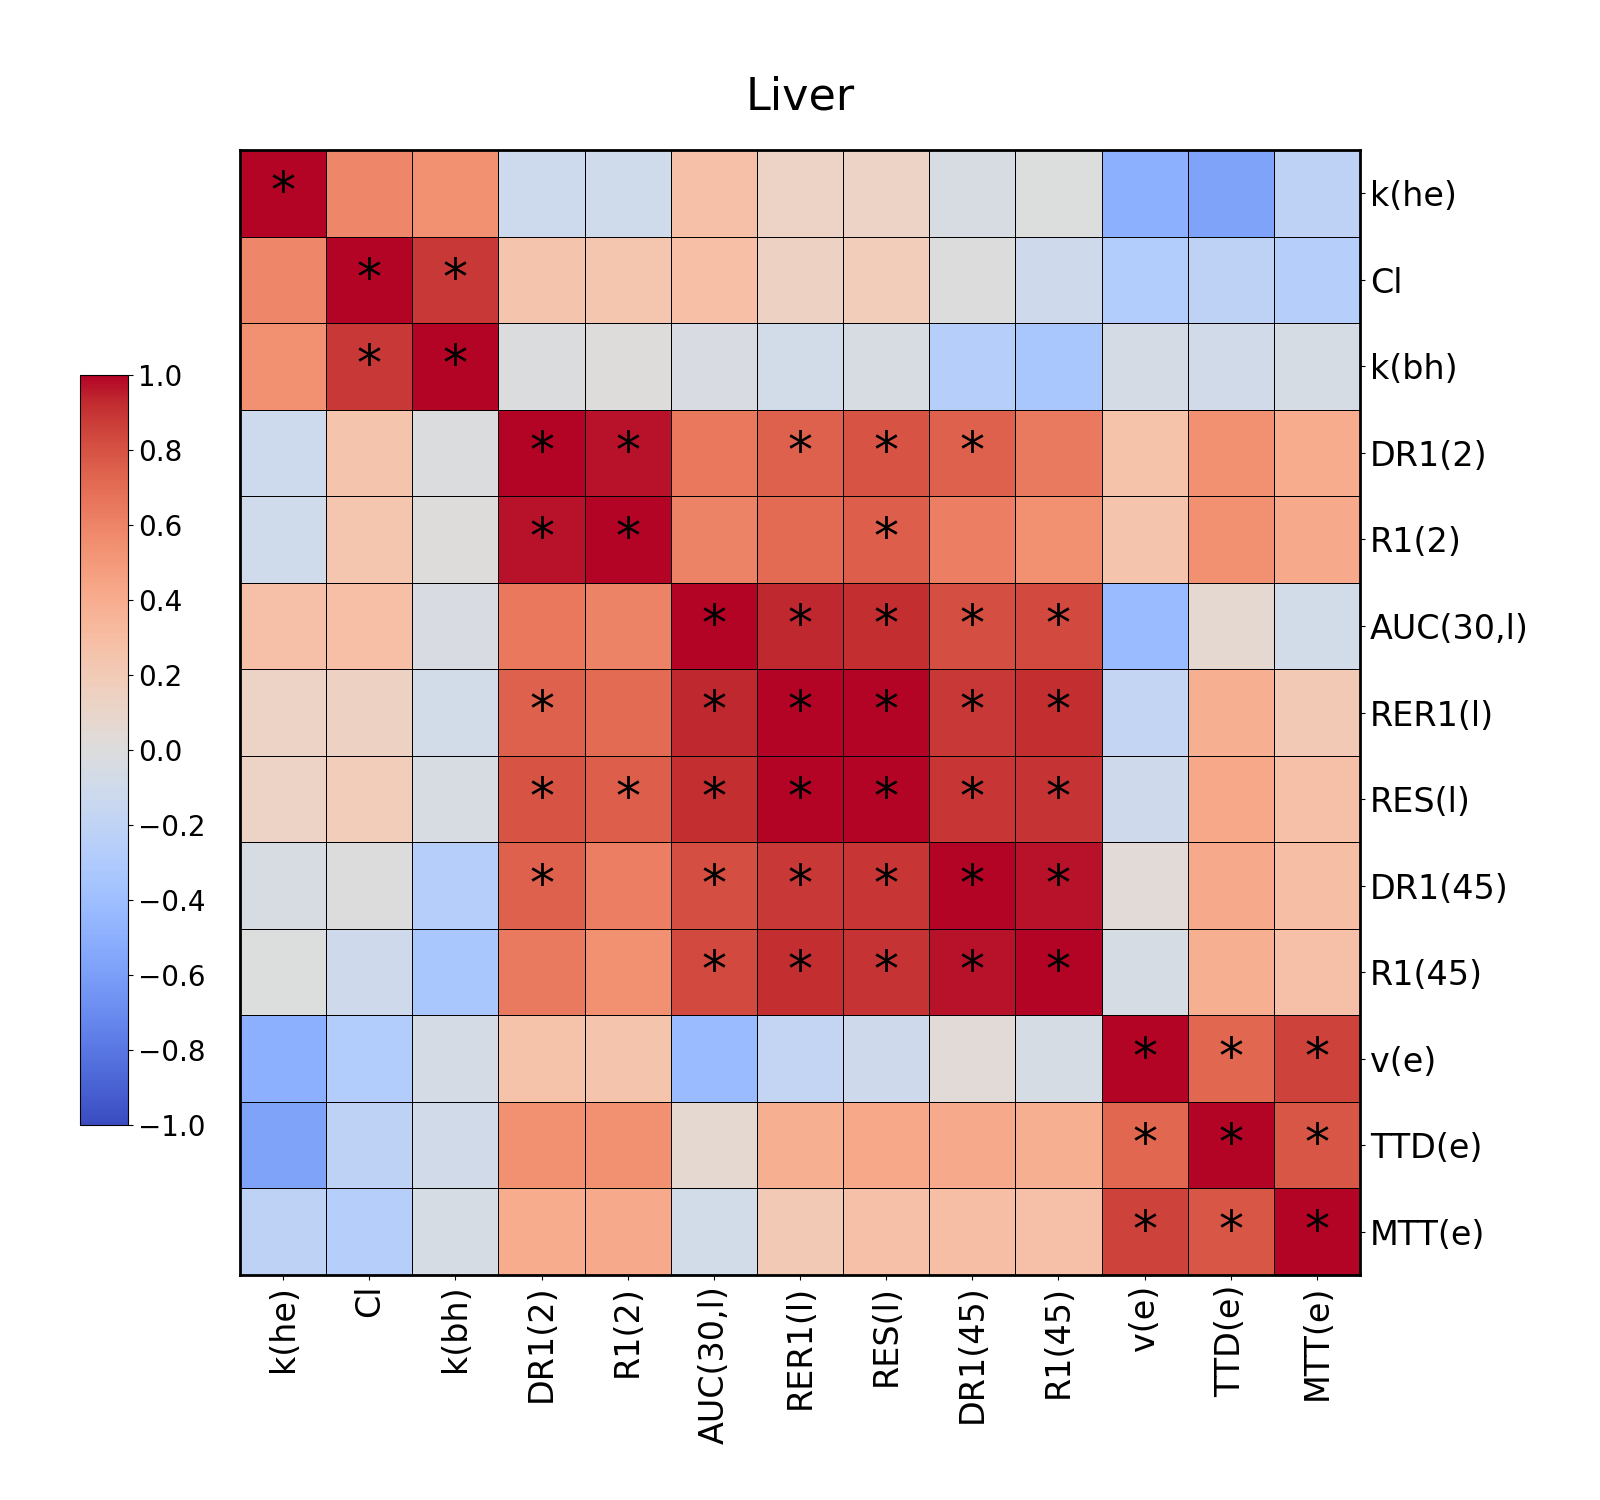 Liver
k(he)
Cl
k(bh)
DR1(2)
R1(2)
AUC(30,l)
RER1(l)
RES(l)
DR1(45)
R1(45)
v(e)
TTD(e)
MTT(e)
1.0
0.8
0.6
0.4
0.2
0.0
−0.2
−0.4
−0.6
−0.8
−1.0
* 
* *
* *
* * * * *
* * *
* * * * *
* * * * * *
* * * * * * *
* * * * * *
* * * * *
* * *
* * *
* * *
k(he)
Cl
k(bh)
DR1(2)
R1(2)
AUC(30,l)
RER1(l)
RES(l)
DR1(45)
R1(45)
v(e)
TTD(e)
MTT(e)